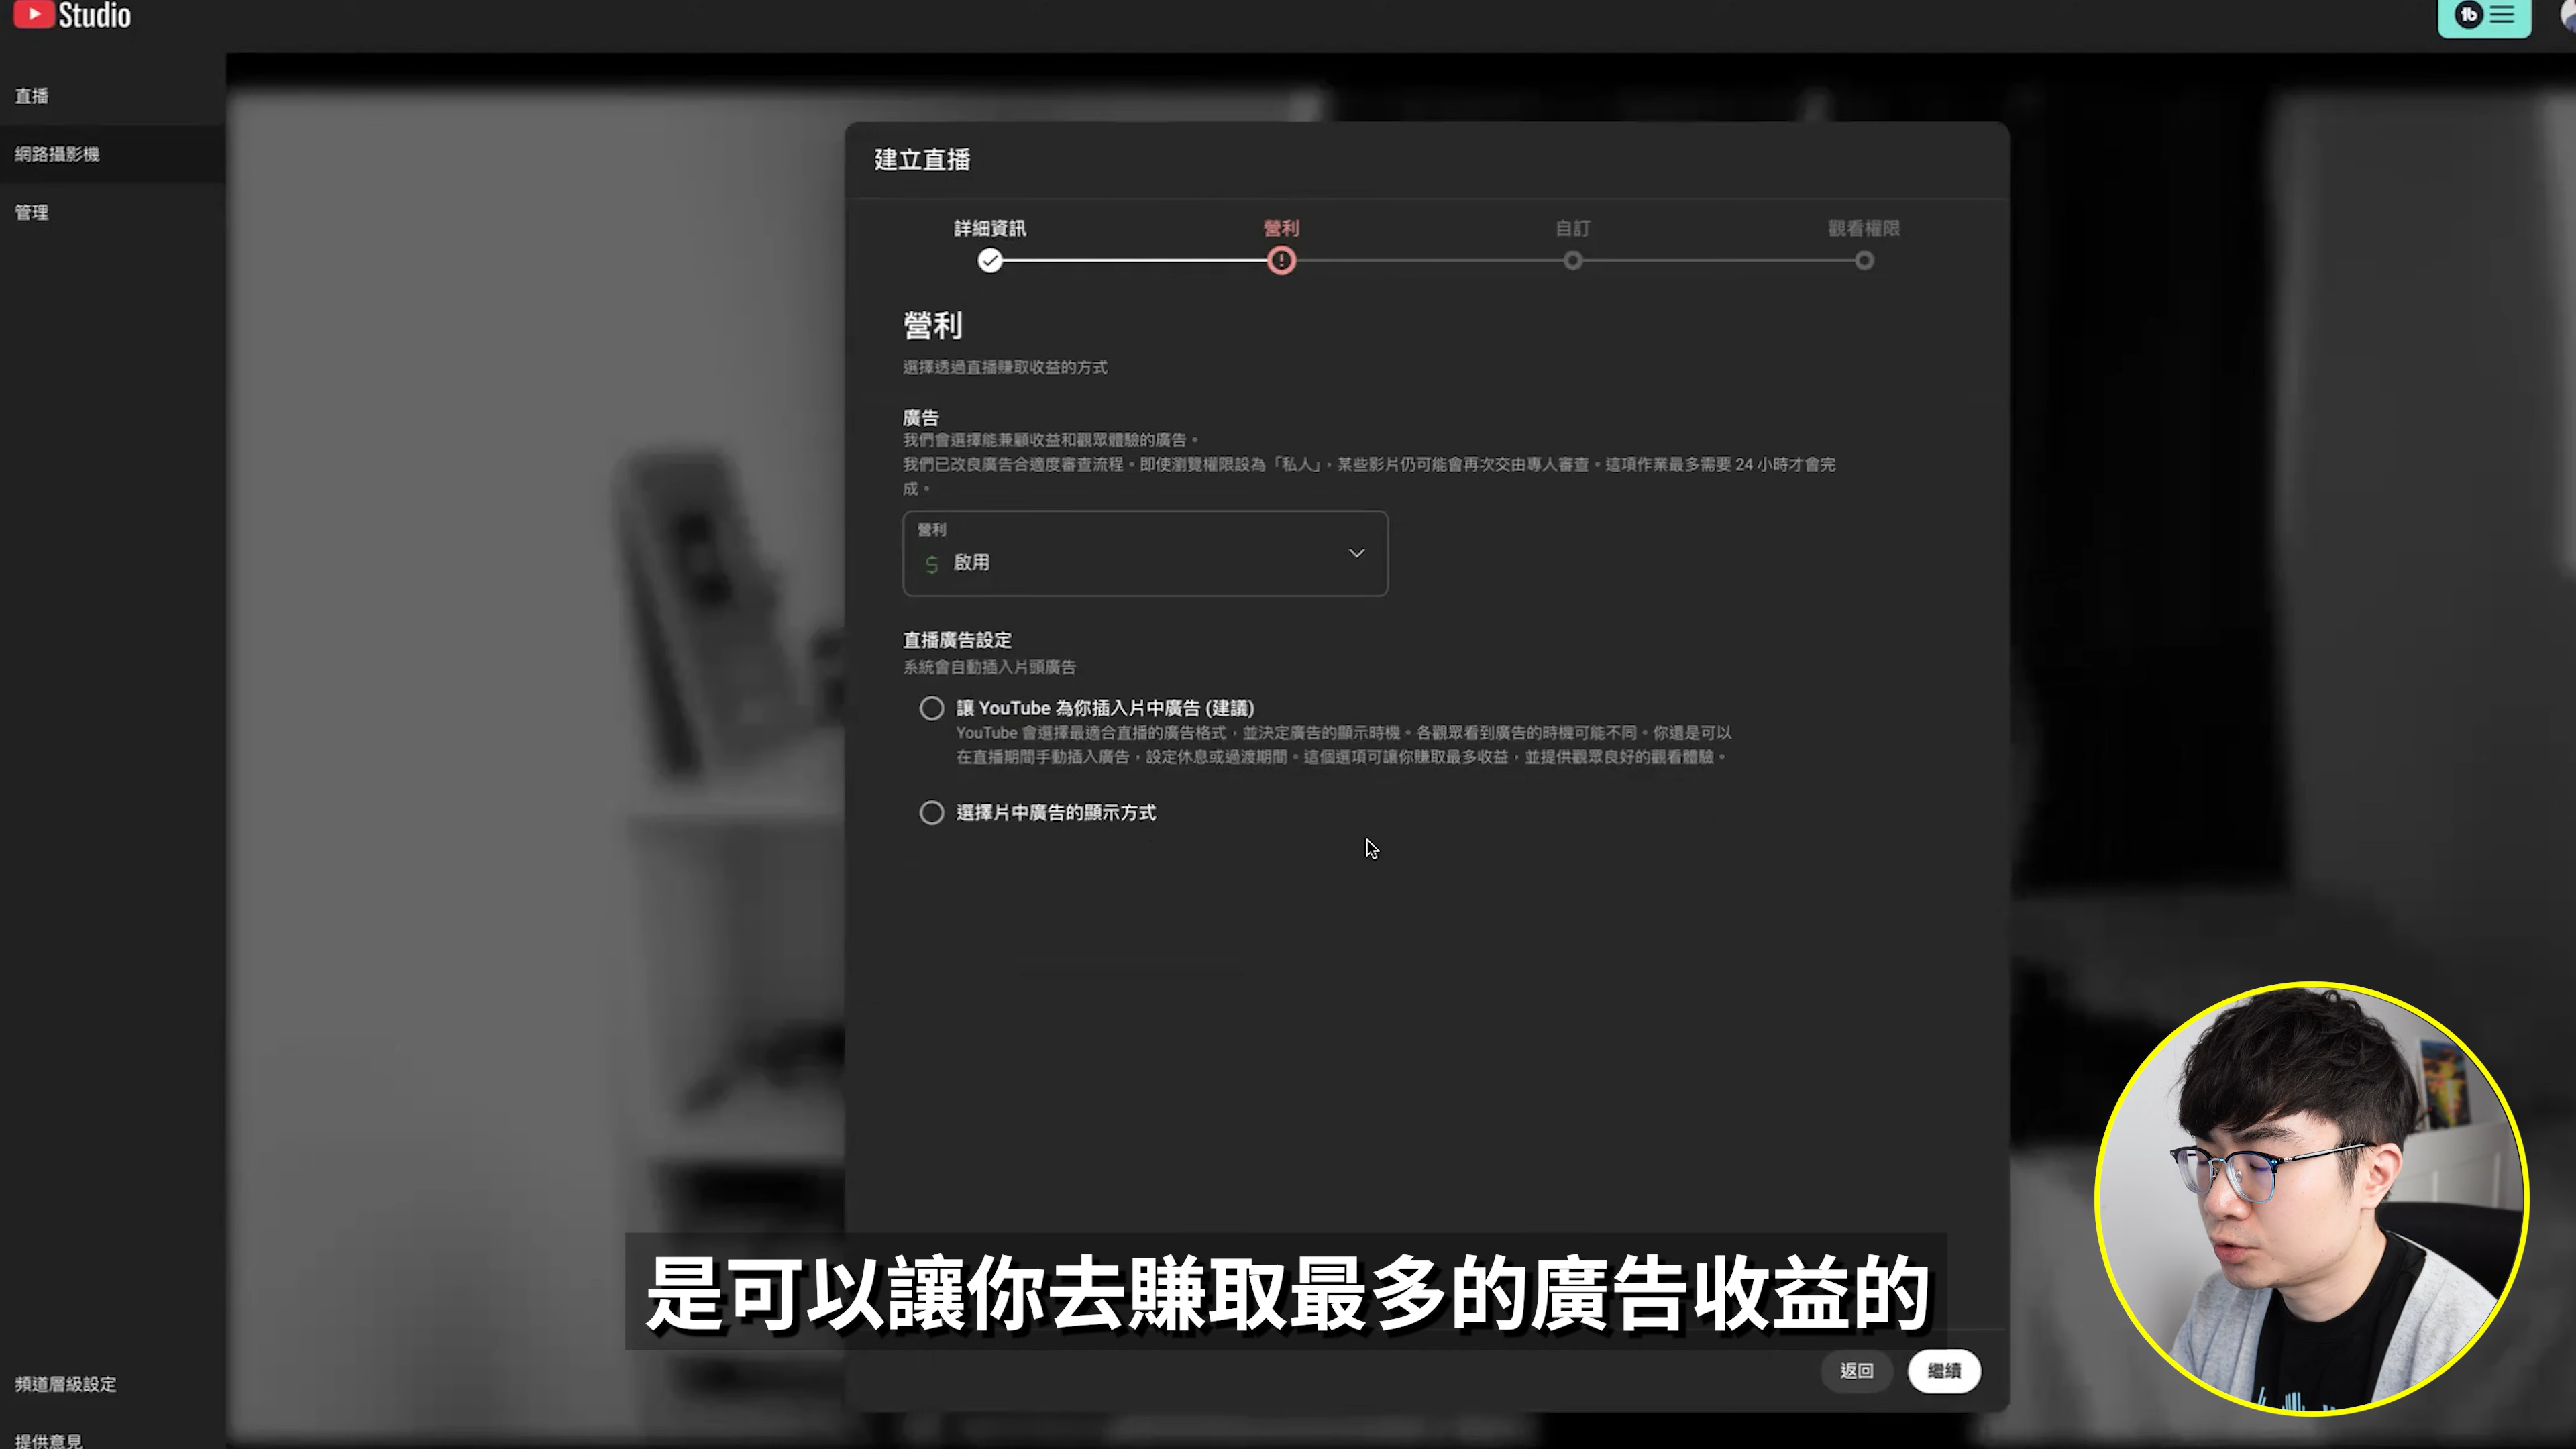 Studio
直播
網路攝影機
管理
建立直播
詳細資訊
營利
自訂
觀看權限
營利
選擇透過直播賺取收益的方式
廣告
我們會選擇能兼顧收益和觀眾體驗的廣告。
我們已改良廣告合適度審查流程。即使瀏覽權限設為「私人」，某些影片仍可能會再次交由專人審查。這項作業最多需要 24 小時才會完
成。
營利
$ 啟用
直播廣告設定
系統會自動插入片頭廣告
讓 YouTube 為你插入片中廣告 (建議)
YouTube 會選擇最適合直播的廣告格式，並決定廣告的顯示時機。各觀眾看到廣告的時機可能不同。你還是可以
在直播期間手動插入廣告，設定休息或過渡期間。這個選項可讓你賺取最多收益，並提供觀眾良好的觀看體驗。
選擇片中廣告的顯示方式
是可以讓你去賺取最多的廣告收益的
返回
繼續
頻道層級設定
提供意見